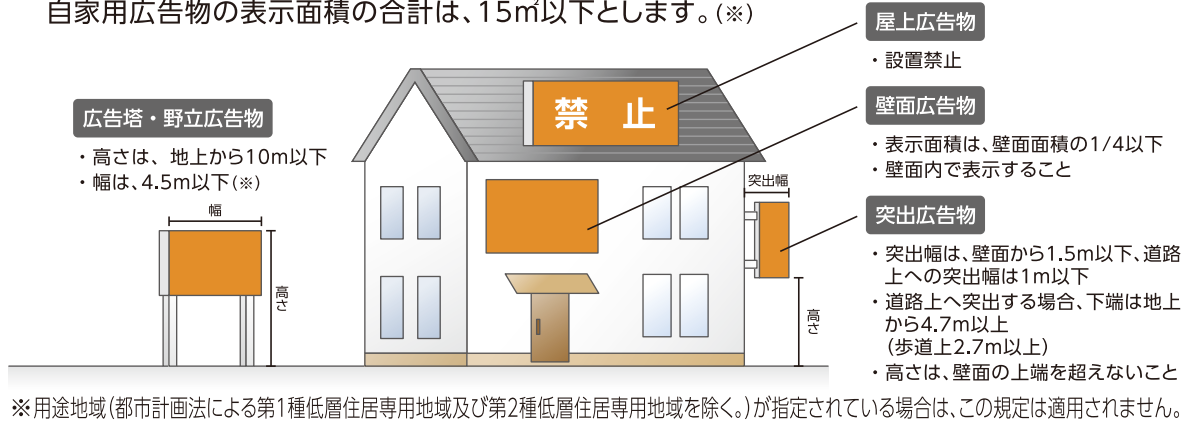 自家用広告物の表示面積の合計は、15㎡以下とします。(※)
屋上広告物
・設置禁止
禁 止
壁面広告物
・表示面積は、壁面面積の1/4以下
・壁面内で表示すること
広告塔・野立広告物
・高さは、地上から10m以下
・幅は、4.5m以下(※)
幅
高さ
突出幅
高さ
突出広告物
・突出幅は、壁面から1.5m以下、道路
上への突出幅は1m以下
・道路上へ突出する場合、下端は地上
から4.7m以上
(歩道上2.7m以上)
・高さは、壁面の上端を超えないこと
※用途地域(都市計画法による第1種低層住居専用地域及び第2種低層住居専用地域を除く。)が指定されている場合は、この規定は適用されません。